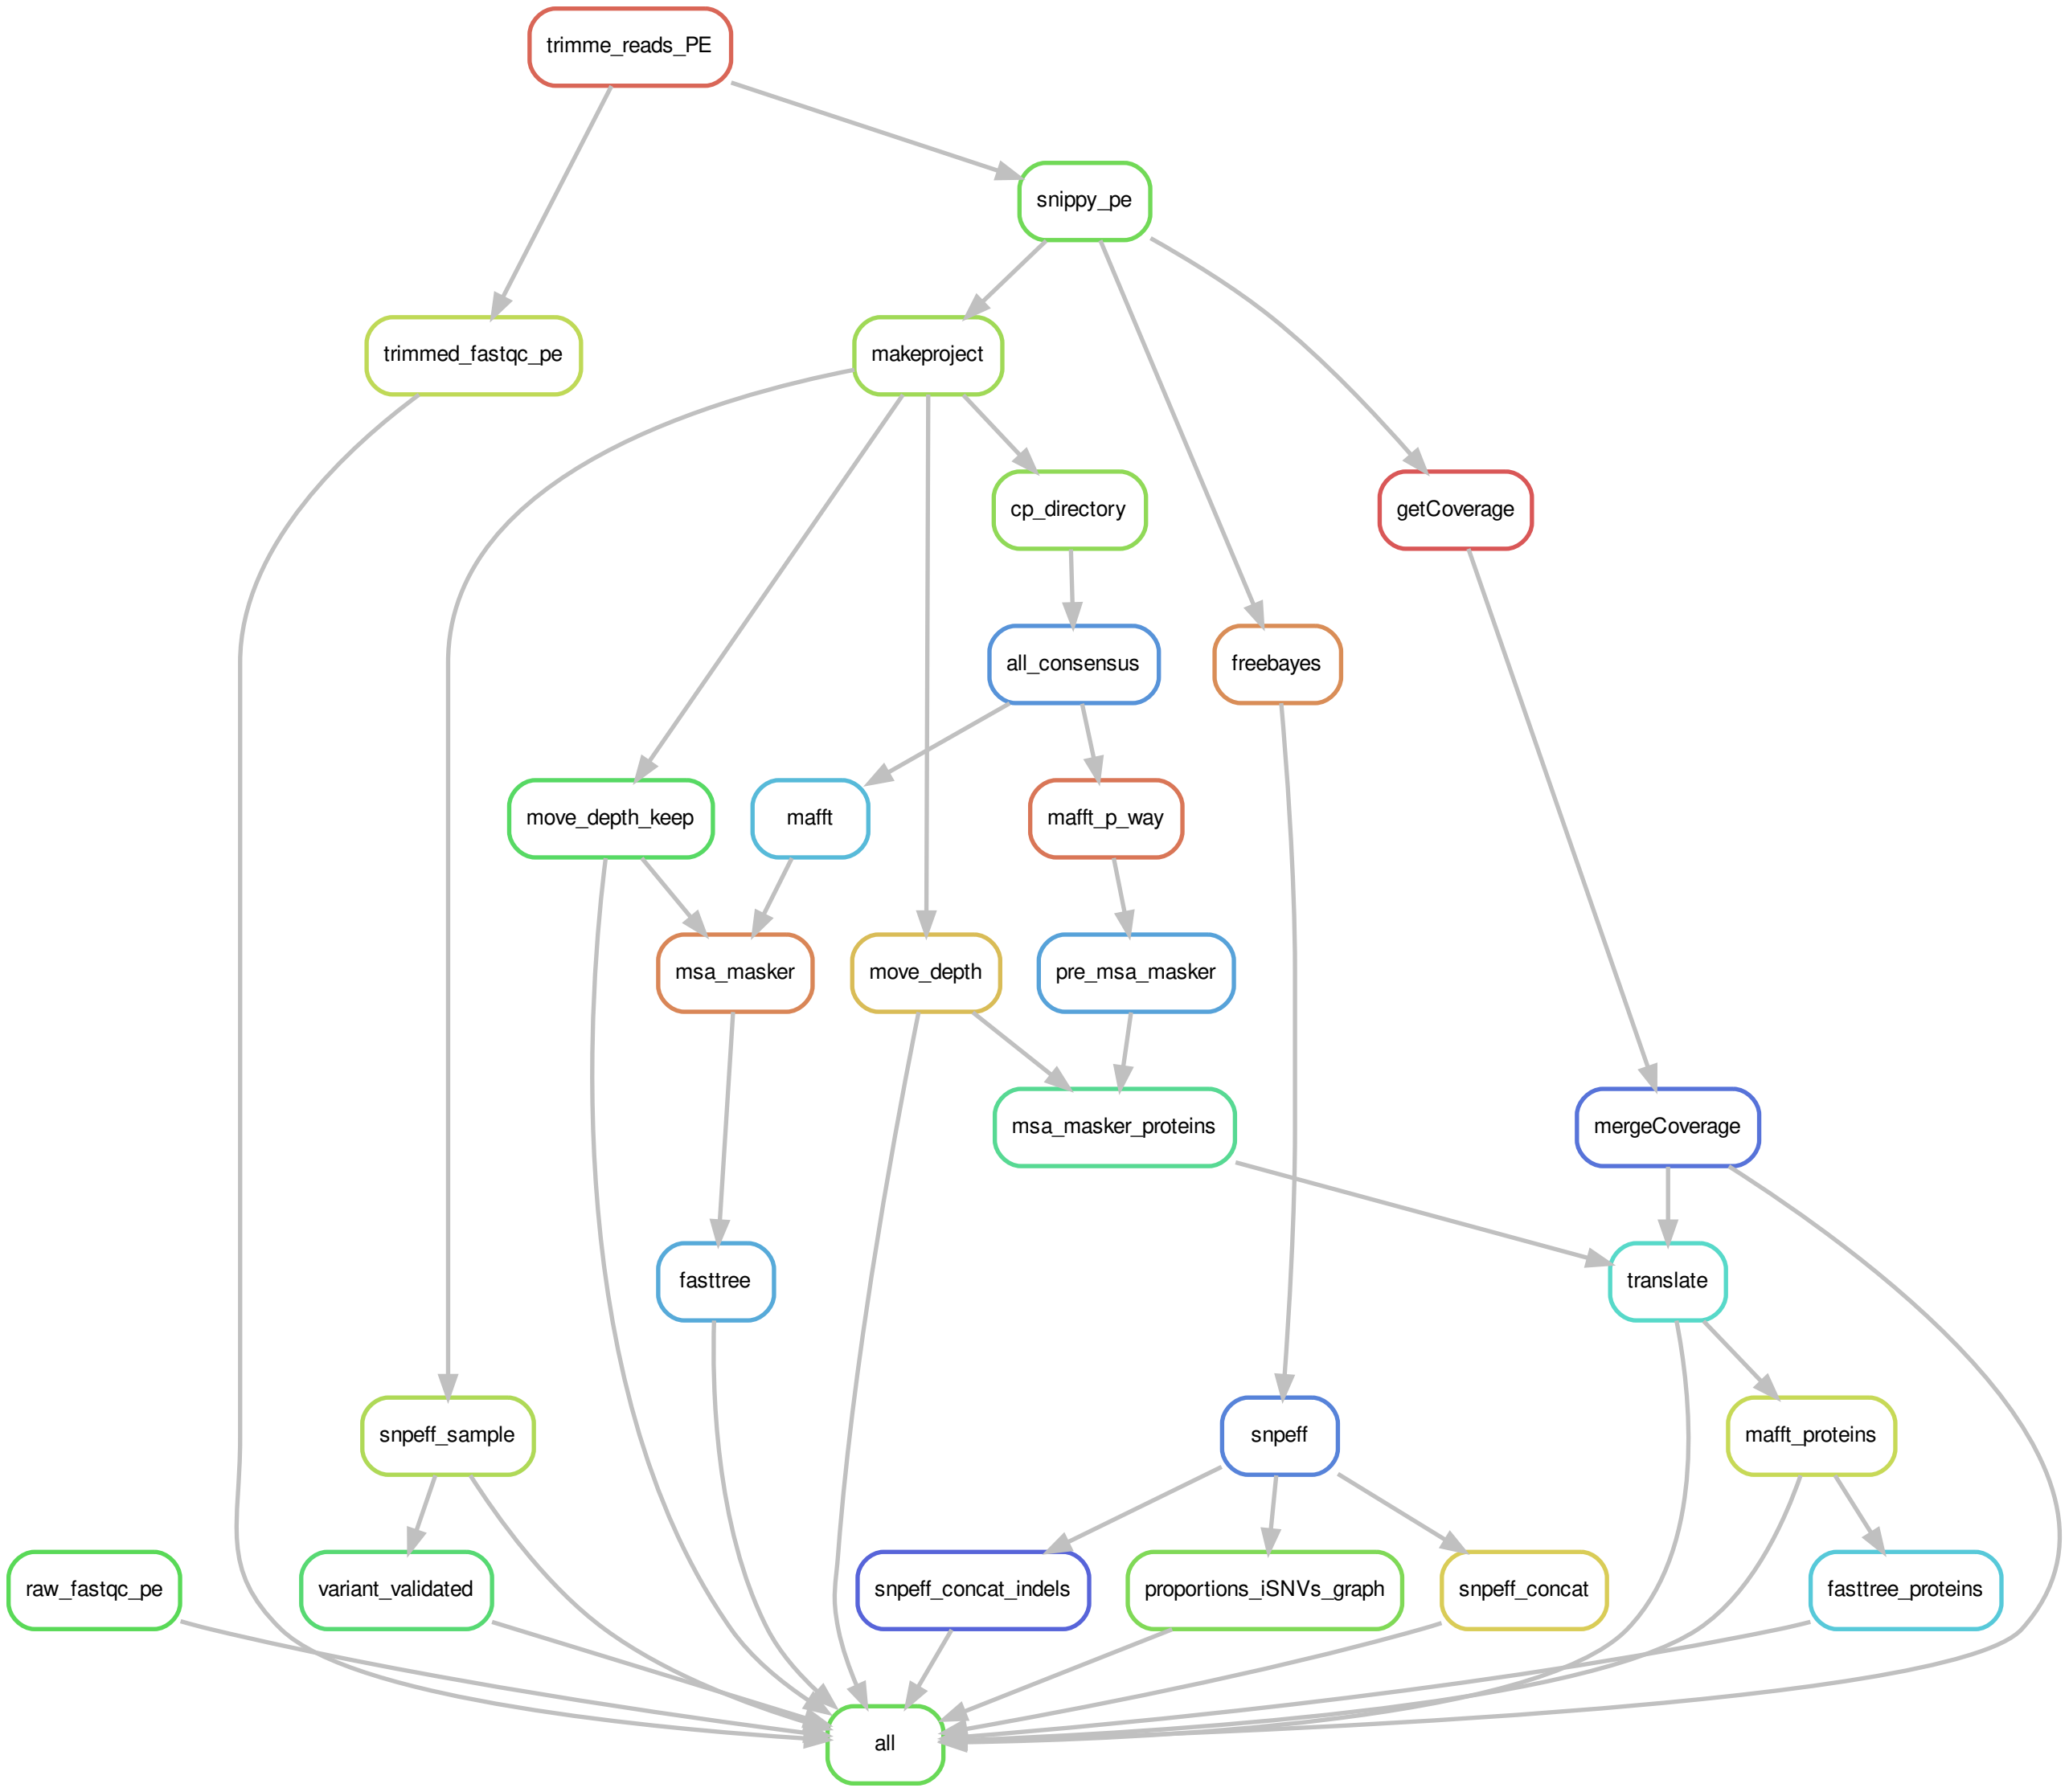 trimme_reads_PE
snippy_pe
trimmed_fastqc_pe
makeproject
cp_directory
getCoverage
all_consensus
freebayes
move_depth_keep
mafft
mafft_p_way
msa_masker
move_depth
pre_msa_masker
msa_masker_proteins
mergeCoverage
fasttree
translate
snpeff_sample
snpeff
mafft_proteins
raw_fastqc_pe
variant_validated
snpeff_concat_indels
proportions_iSNVs_graph
snpeff_concat
fasttree_proteins
all